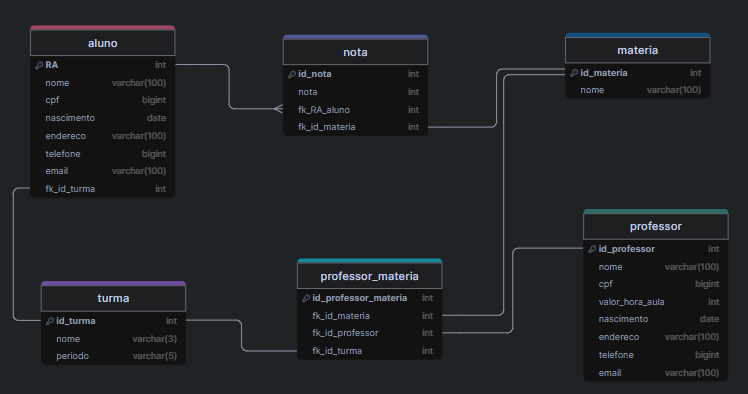 aluno
RA int
nome varchar(100)
cpf bigint
nascimento date
endereco varchar(100)
telefone bigint
email varchar(100)
fk_id_turma int
nota
id_nota int
nota int
fk_RA_aluno int
fk_id_materia int
materia
id_materia int
nome varchar(100)
turma
id_turma int
nome varchar(3)
periodo varchar(5)
professor_materia
id_professor_materia int
fk_id_materia int
fk_id_professor int
fk_id_turma int
professor
id_professor int
nome varchar(100)
cpf bigint
valor_hora_aula int
nascimento date
endereco varchar(100)
telefone bigint
email varchar(100)